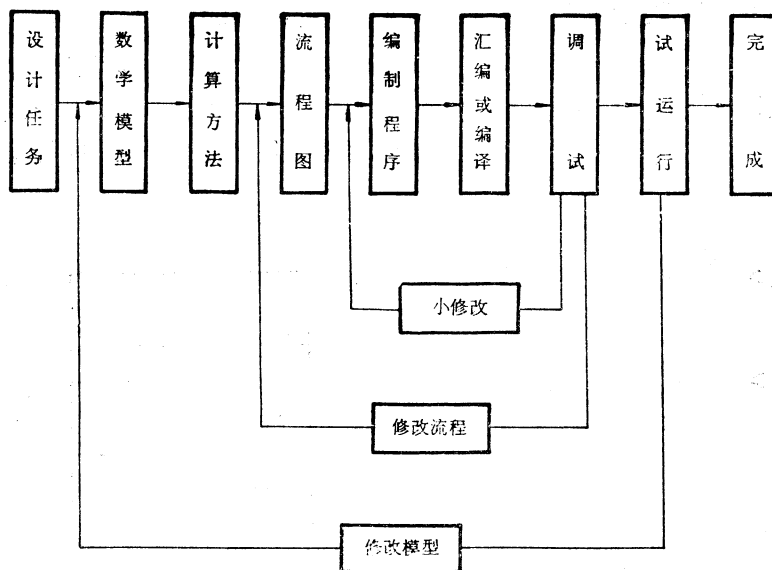 设计任务
数学模型
计算方法
流程图
编制程序
汇编或编译
调试
试运行
完成
小修改
修改流程
修改模型